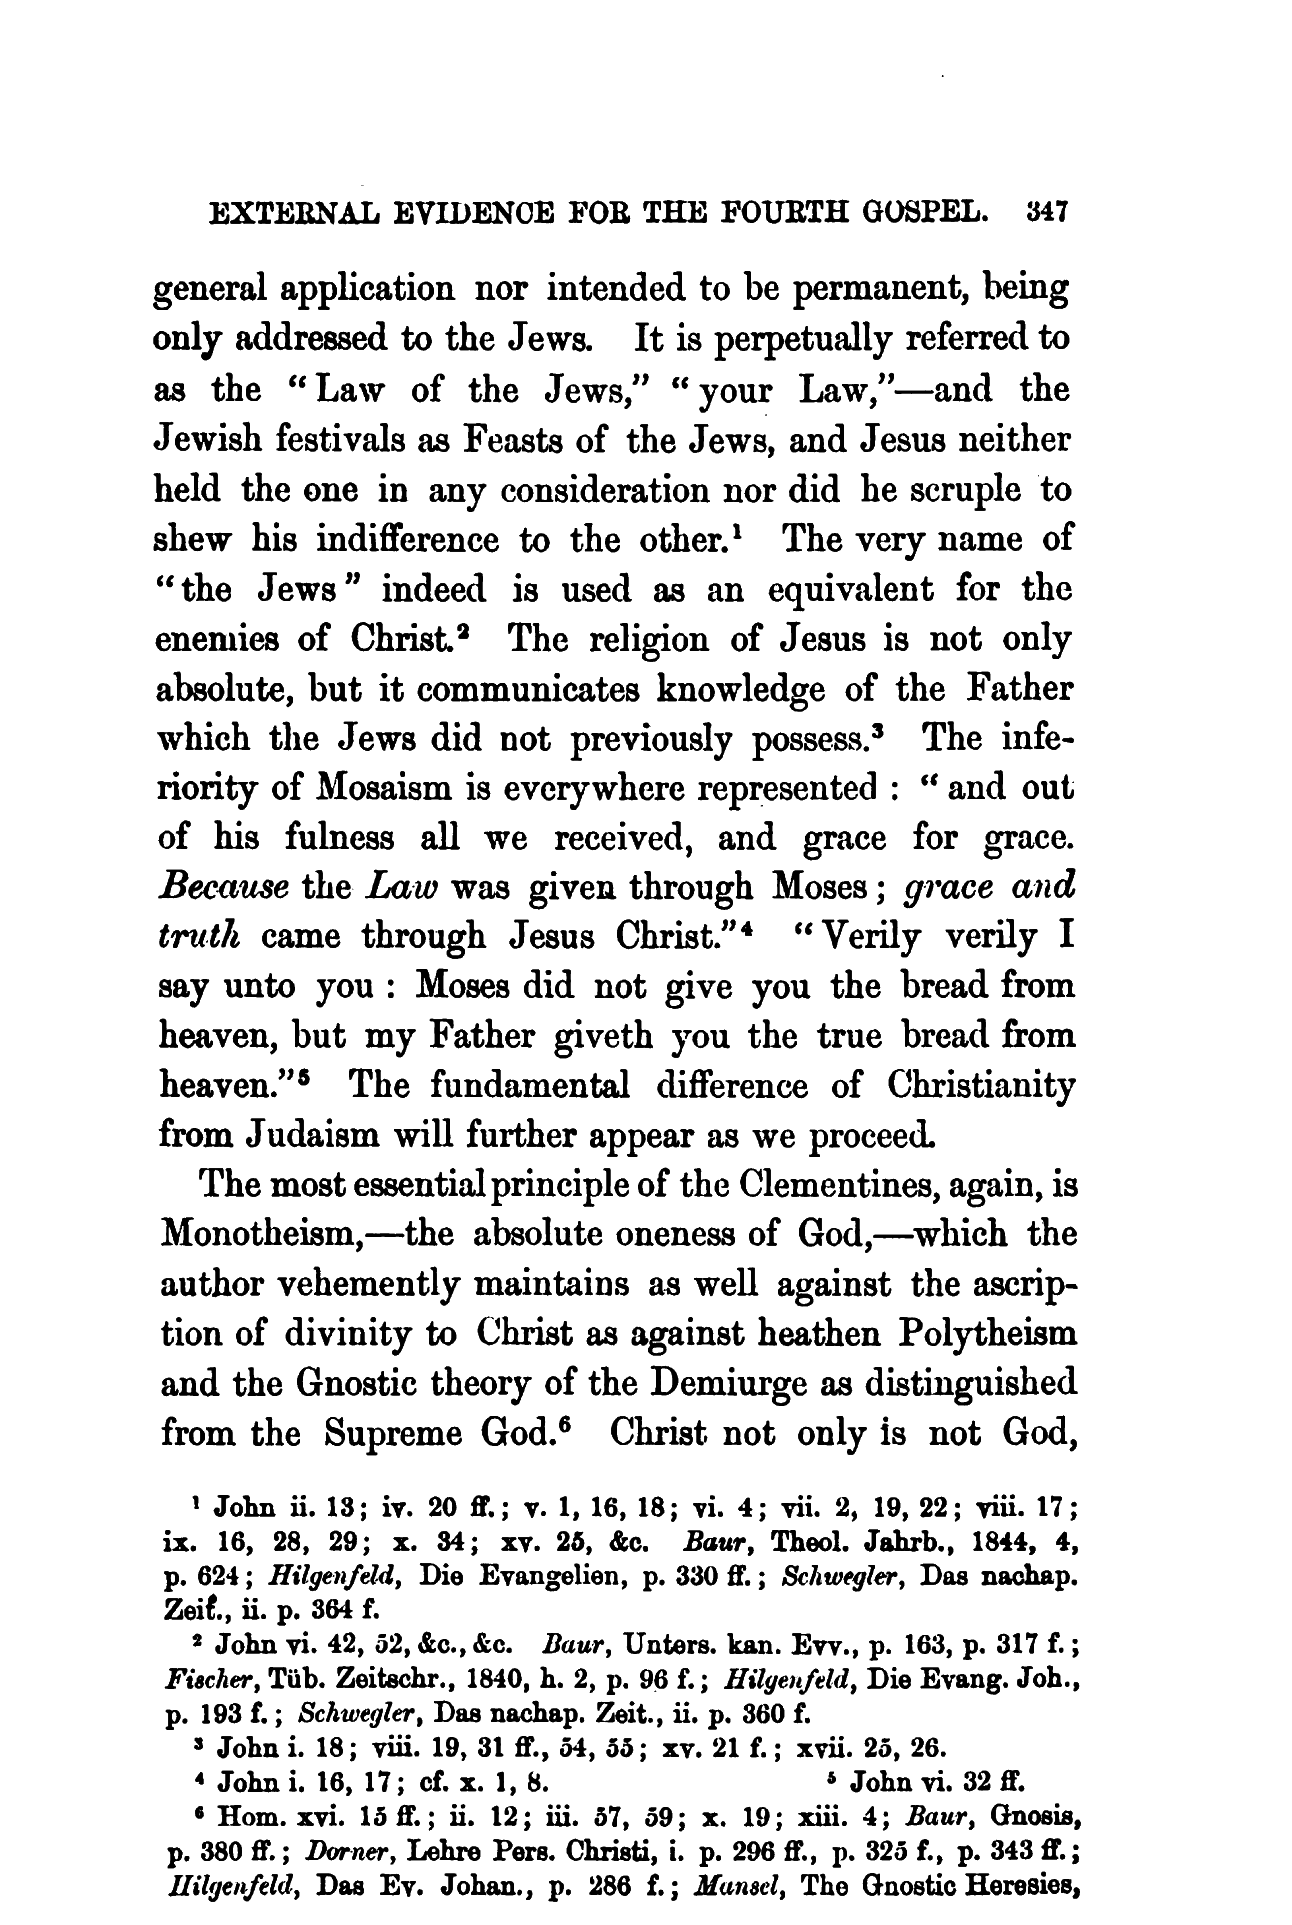 EXTERNAL EVIDENCE FOR THE FOURTH GOSPEL. 347
general application nor intended to be permanent, being
only addressed to the Jews. It is perpetually referred to
as the “Law of the Jews,” “your Law,”—and the
Jewish festivals as Feasts of the Jews, and Jesus neither
held the one in any consideration nor did he scruple to
shew his indifference to the other.¹ The very name of
“the Jews” indeed is used as an equivalent for the
enemies of Christ.² The religion of Jesus is not only
absolute, but it communicates knowledge of the Father
which the Jews did not previously possess.³ The infe-
riority of Mosaism is everywhere represented : “and out
of his fulness all we received, and grace for grace.
Because the Law was given through Moses; grace and
truth came through Jesus Christ.”⁴ “Verily verily I
say unto you : Moses did not give you the bread from
heaven, but my Father giveth you the true bread from
heaven.”⁵ The fundamental difference of Christianity
from Judaism will further appear as we proceed.
The most essential principle of the Clementines, again, is
Monotheism,—the absolute oneness of God,—which the
author vehemently maintains as well against the ascrip-
tion of divinity to Christ as against heathen Polytheism
and the Gnostic theory of the Demiurge as distinguished
from the Supreme God.⁶ Christ not only is not God,
¹ John ii. 13; iv. 20 ff.; v. 1, 16, 18; vi. 4; vii. 2, 19, 22; viii. 17;
ix. 16, 28, 29; x. 34; xv. 25, &c. Baur, Theol. Jahrb., 1844, 4,
p. 624; Hilgenfeld, Die Evangelien, p. 330 ff.; Schwegler, Das nachap.
Zeit., ii. p. 364 f.
² John vi. 42, 52, &c., &c. Baur, Unters. kan. Evv., p. 163, p. 317 f.;
Fischer, Tüb. Zeitschr., 1840, h. 2, p. 96 f.; Hilgenfeld, Die Evang. Joh.,
p. 193 f.; Schwegler, Das nachap. Zeit., ii. p. 360 f.
³ John i. 18; viii. 19, 31 ff., 54, 55; xv. 21 f.; xvii. 25, 26.
⁴ John i. 16, 17; cf. x. 1, 8. ⁵ John vi. 32 ff.
⁶ Hom. xvi. 15 ff.; ii. 12; iii. 57, 59; x. 19; xiii. 4; Baur, Gnosis,
p. 380 ff.; Dorner, Lehre Pers. Christi, i. p. 296 ff., p. 325 f., p. 343 ff.;
Hilgenfeld, Das Ev. Johan., p. 286 f.; Mansel, The Gnostic Heresies,